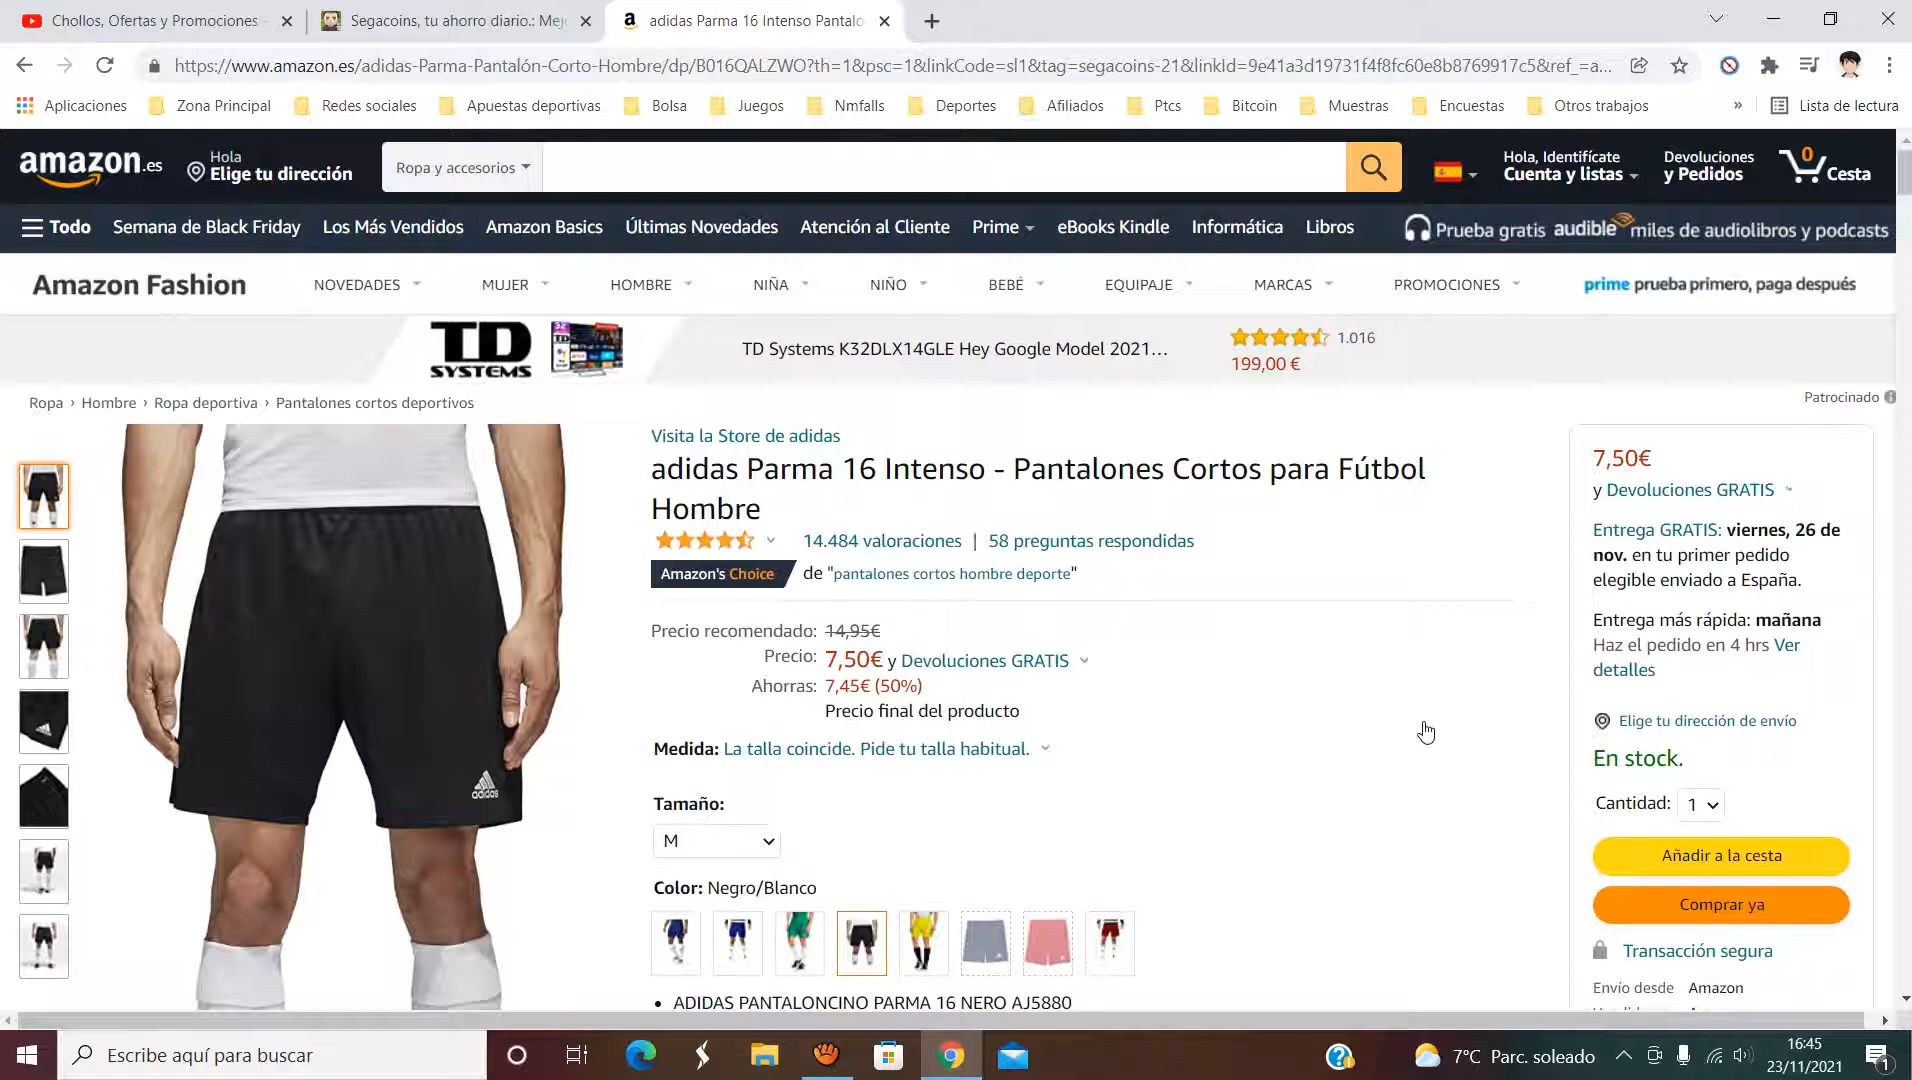 Chollos, Ofertas y Promociones -
Segacoins, tu ahorro diario.: Mej
adidas Parma 16 Intenso Pantalo
https://www.amazon.es/adidas-Parma-Pantalón-Corto-Hombre/dp/B016QALZWO?th=1&psc=1&linkCode=sl1&tag=segacoins-21&linkId=9e41a3d19731f4f8fc60e8b8769917c5&ref_=a...
Aplicaciones Zona Principal Redes sociales Apuestas deportivas Bolsa Juegos Nmfalls Deportes Afiliados Ptcs Bitcoin Muestras Encuestas Otros trabajos » Lista de lectura
amazon.es
Hola
Elige tu dirección
Ropa y accesorios
Hola, Identifícate
Cuenta y listas
Devoluciones
y Pedidos
0
Cesta
Todo Semana de Black Friday Los Más Vendidos Amazon Basics Últimas Novedades Atención al Cliente Prime eBooks Kindle Informática Libros Prueba gratis audible miles de audiolibros y podcasts
Amazon Fashion NOVEDADES MUJER HOMBRE NIÑA NIÑO BEBÉ EQUIPAJE MARCAS PROMOCIONES prime prueba primero, paga después
TD
SYSTEMS
TD Systems K32DLX14GLE Hey Google Model 2021...
1.016
199,00 €
Ropa › Hombre › Ropa deportiva › Pantalones cortos deportivos
Patrocinado
adidas
Visita la Store de adidas
adidas Parma 16 Intenso - Pantalones Cortos para Fútbol
Hombre
14.484 valoraciones | 58 preguntas respondidas
Amazon's Choice de "pantalones cortos hombre deporte"
Precio recomendado: 14,95€
Precio: 7,50€ y Devoluciones GRATIS
Ahorras: 7,45€ (50%)
Precio final del producto
Medida: La talla coincide. Pide tu talla habitual.
Tamaño:
M
Color: Negro/Blanco
• ADIDAS PANTALONCINO PARMA 16 NERO AJ5880
7,50€
y Devoluciones GRATIS
Entrega GRATIS: viernes, 26 de
nov. en tu primer pedido
elegible enviado a España.
Entrega más rápida: mañana
Haz el pedido en 4 hrs Ver
detalles
Elige tu dirección de envío
En stock.
Cantidad: 1
Añadir a la cesta
Comprar ya
Transacción segura
Envío desde Amazon
Escribe aquí para buscar
7°C Parc. soleado
16:45
23/11/2021
1